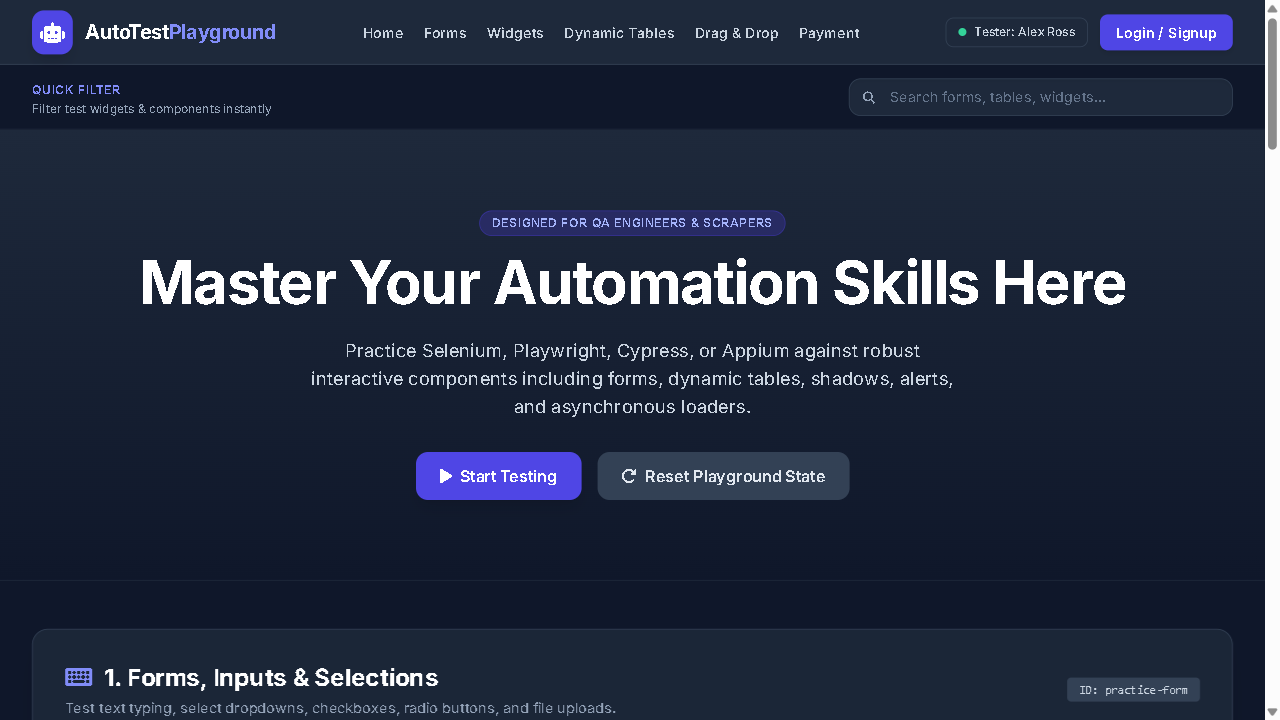 AutoTestPlayground
Home
Forms
Widgets
Dynamic Tables
Drag & Drop
Payment
Tester: Alex Ross
Login / Signup
QUICK FILTER
Filter test widgets & components instantly
Search forms, tables, widgets...
DESIGNED FOR QA ENGINEERS & SCRAPERS
Master Your Automation Skills Here
Practice Selenium, Playwright, Cypress, or Appium against robust
interactive components including forms, dynamic tables, shadows, alerts,
and asynchronous loaders.
Start Testing
Reset Playground State
1. Forms, Inputs & Selections
Test text typing, select dropdowns, checkboxes, radio buttons, and file uploads.
ID: practice-form